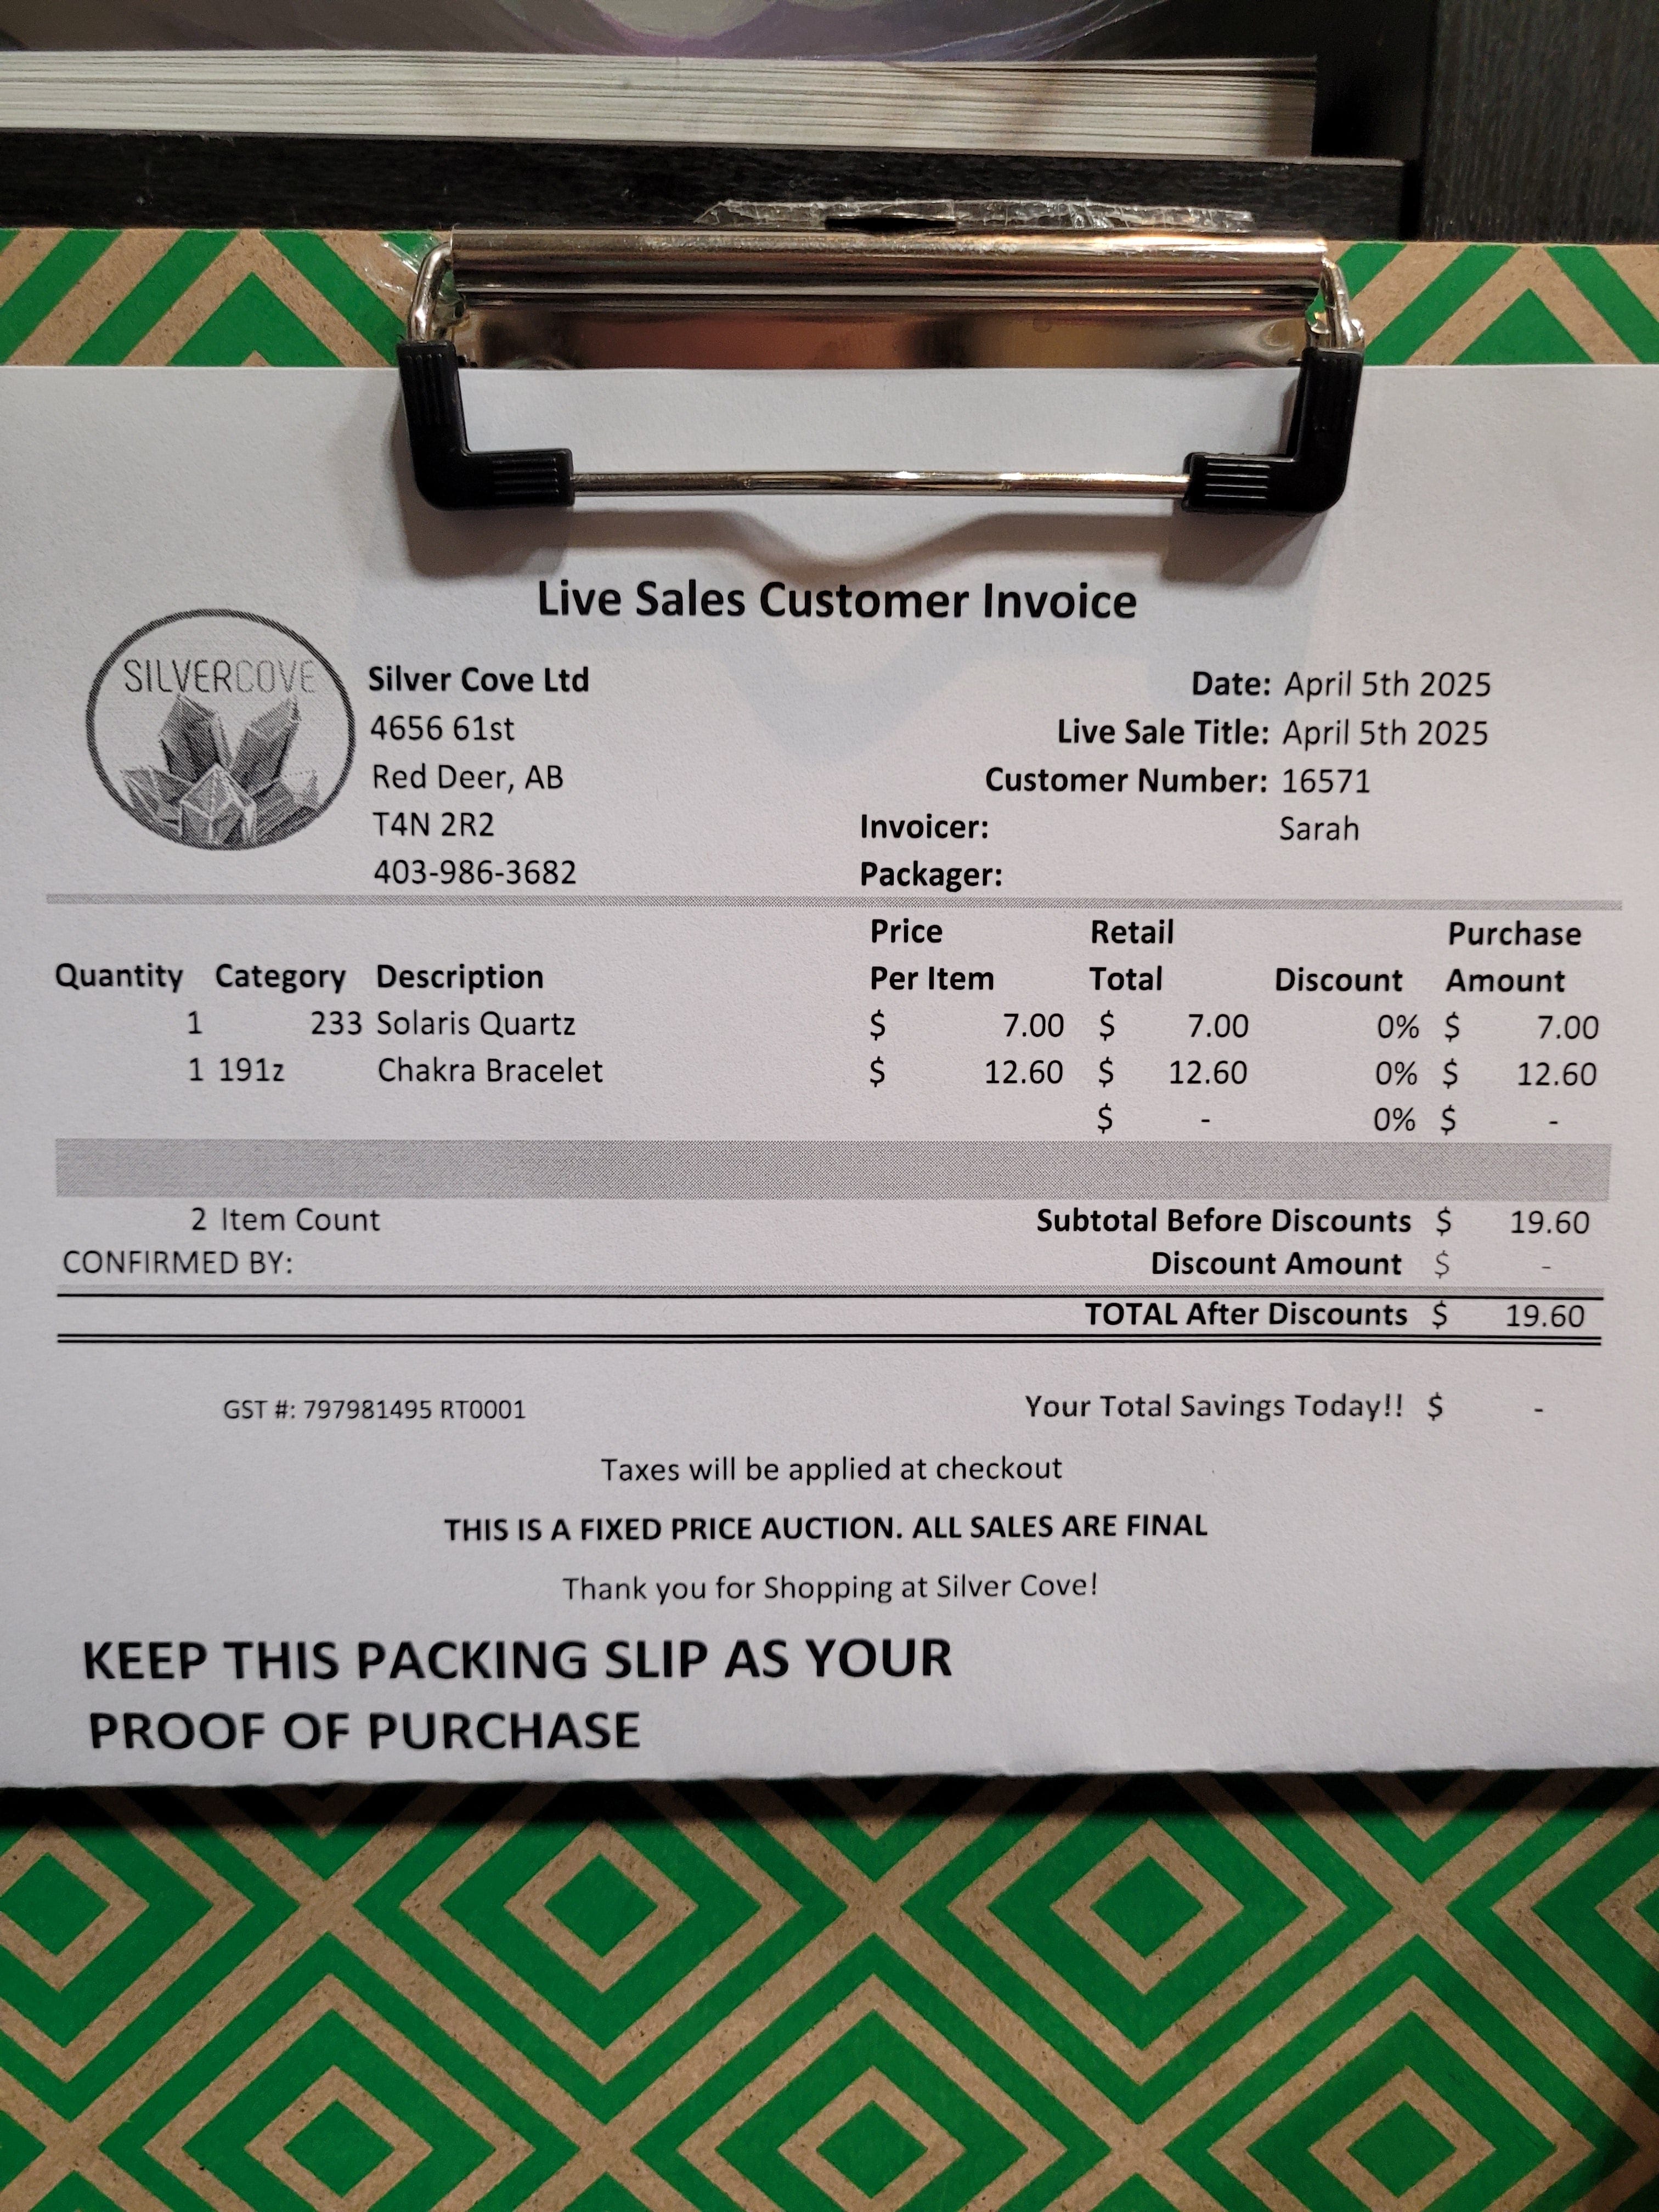 Live Sales Customer Invoice
SILVERCOVE
Silver Cove Ltd
4656 61st
Red Deer, AB
T4N 2R2
403-986-3682
Date: April 5th 2025
Live Sale Title: April 5th 2025
Customer Number: 16571
Invoicer: Sarah
Packager:
Quantity Category Description Price Per Item Retail Total Discount Purchase Amount
1 233 Solaris Quartz $ 7.00 $ 7.00 0% $ 7.00
1 191z Chakra Bracelet $ 12.60 $ 12.60 0% $ 12.60
$ - 0% $ -
2 Item Count Subtotal Before Discounts $ 19.60
CONFIRMED BY: Discount Amount $ -
TOTAL After Discounts $ 19.60
GST #: 797981495 RT0001 Your Total Savings Today!! $ -
Taxes will be applied at checkout
THIS IS A FIXED PRICE AUCTION. ALL SALES ARE FINAL
Thank you for Shopping at Silver Cove!
KEEP THIS PACKING SLIP AS YOUR
PROOF OF PURCHASE